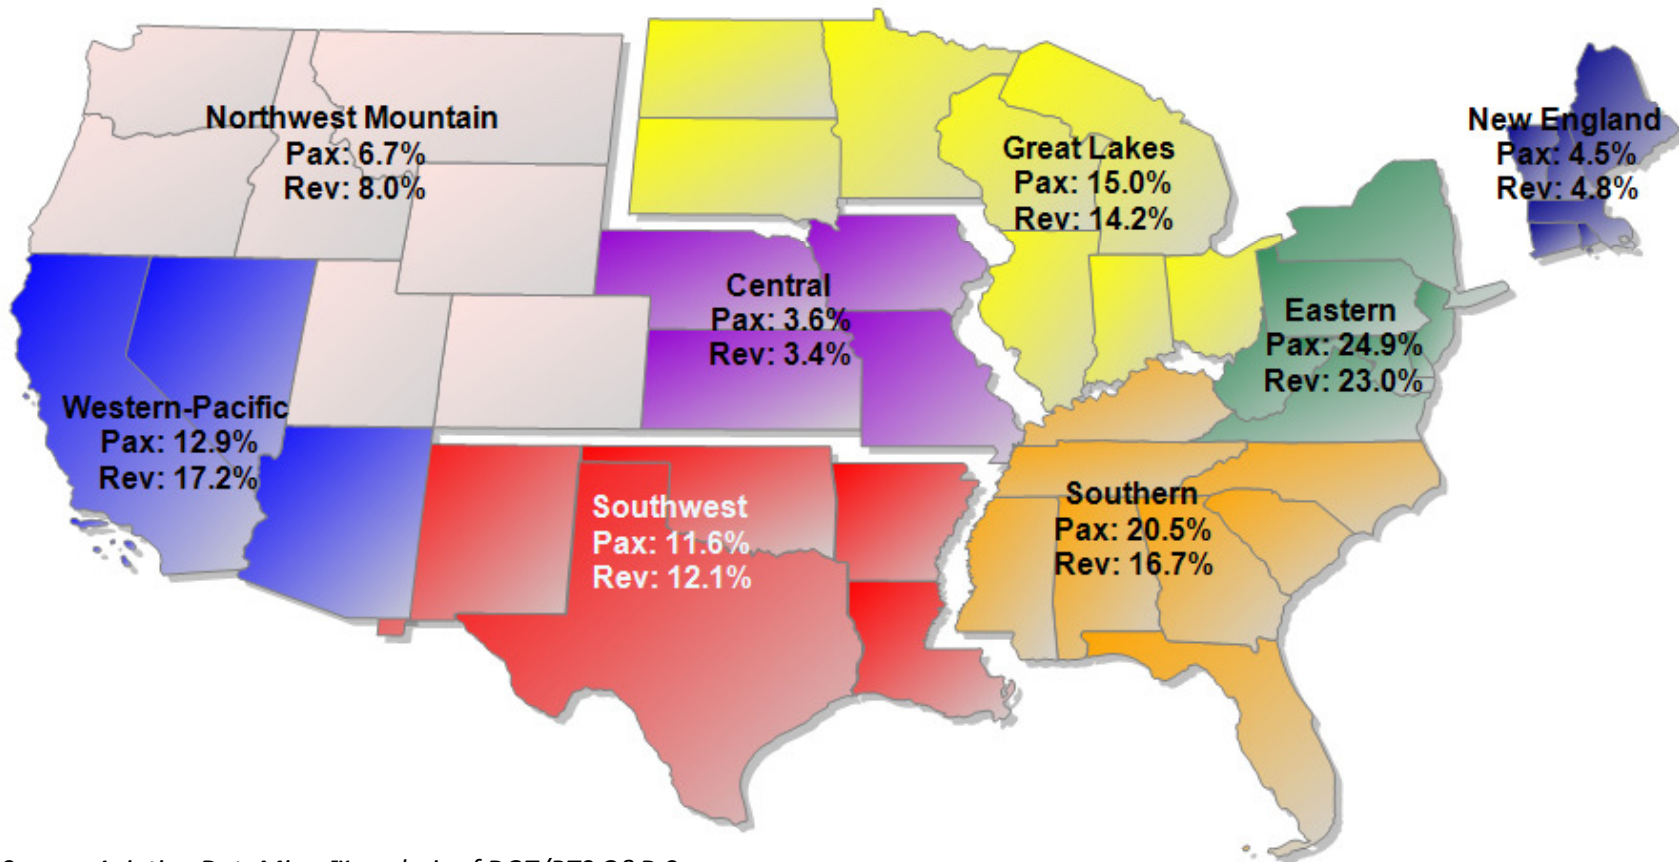 Northwest Mountain
Pax: 6.7%
Rev: 8.0%
Great Lakes
Pax: 15.0%
Rev: 14.2%
New England
Pax: 4.5%
Rev: 4.8%
Central
Pax: 3.6%
Rev: 3.4%
Eastern
Pax: 24.9%
Rev: 23.0%
Western-Pacific
Pax: 12.9%
Rev: 17.2%
Southwest
Pax: 11.6%
Rev: 12.1%
Southern
Pax: 20.5%
Rev: 16.7%